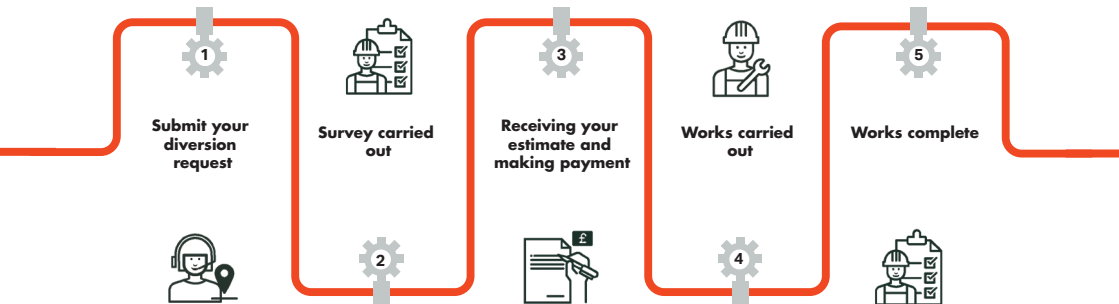 1
Submit your
diversion
request
2
Survey carried
out
3
Receiving your
estimate and
making payment
£
4
Works carried
out
5
Works complete